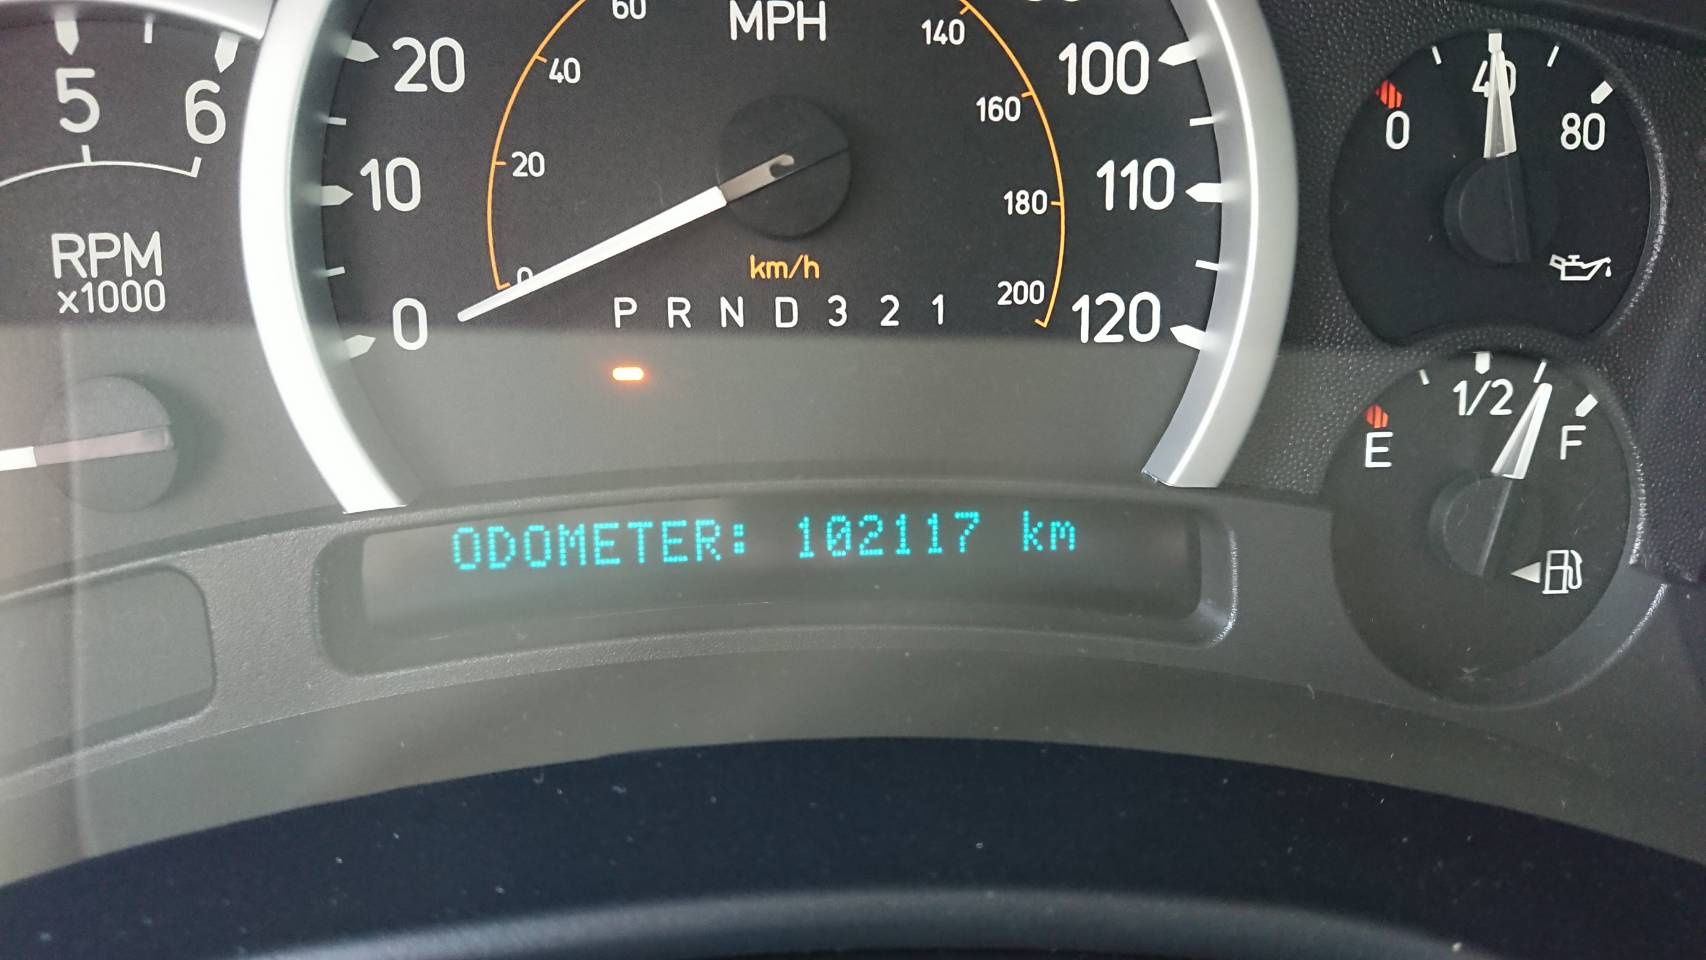 5 6
RPM
x1000
MPH
0 10 20 100 110 120
0 20 40 60 140 160 180 200
km/h
P R N D 3 2 1
ODOMETER: 102117 km
0 40 80
E 1/2 F